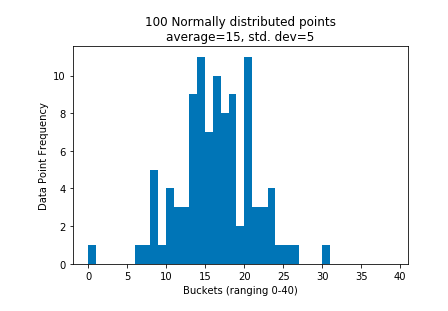 100 Normally distributed points
average=15, std. dev=5
Data Point Frequency
10
8
6
4
2
0
0 5 10 15 20 25 30 35 40
Buckets (ranging 0-40)